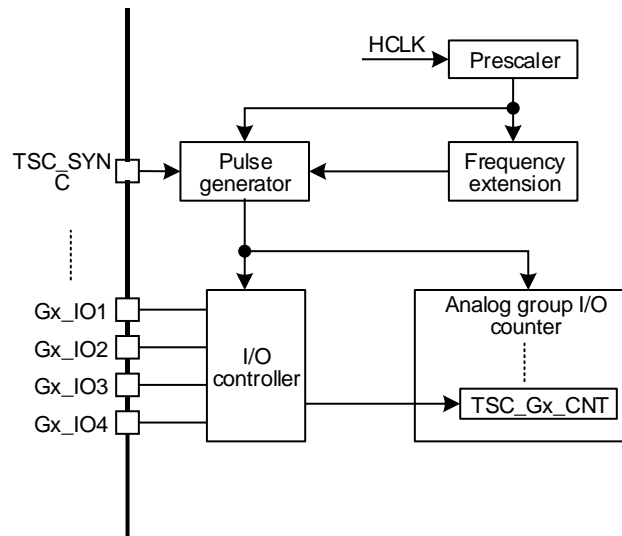 HCLK
Prescaler
TSC_SYN
C
Pulse
generator
Frequency
extension
Gx_IO1
Gx_IO2
Gx_IO3
Gx_IO4
I/O
controller
Analog group I/O
counter
TSC_Gx_CNT